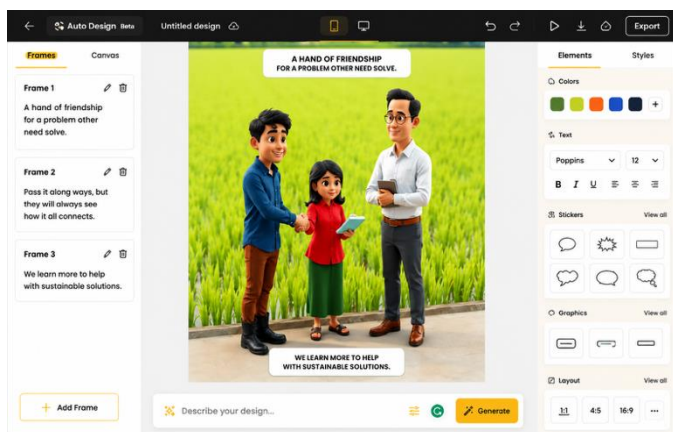 Auto Design Beta
Untitled design
Export
Frames
Canvas
Frame 1
A hand of friendship
for a problem other
need solve.
Frame 2
Pass it along ways, but
they will always see
how it all connects.
Frame 3
We learn more to help
with sustainable solutions.
+ Add Frame
A HAND OF FRIENDSHIP
FOR A PROBLEM OTHER NEED SOLVE.
WE LEARN MORE TO HELP
WITH SUSTAINABLE SOLUTIONS.
Describe your design...
G
Generate
Elements
Styles
Colors
+
Text
Poppins
12
B I U
Stickers
View all
Graphics
View all
Layout
View all
1:1
4:5
16:9
...